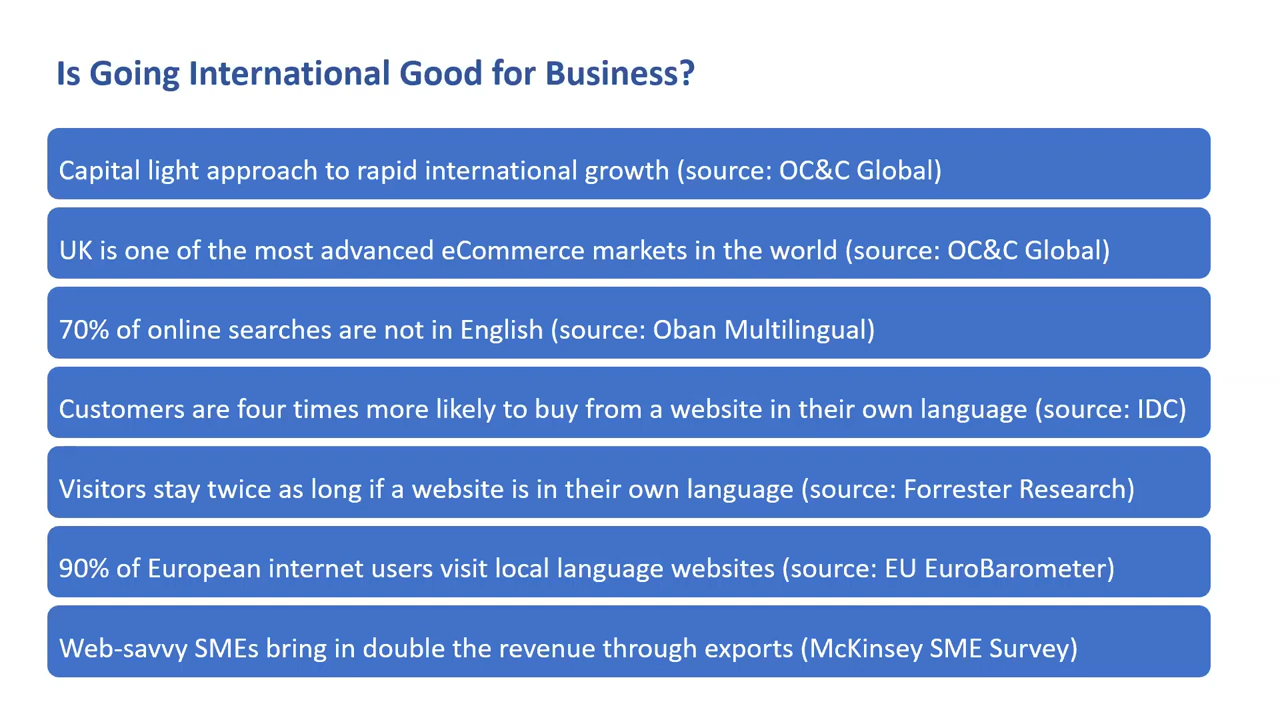 Is Going International Good for Business?
Capital light approach to rapid international growth (source: OC&C Global)
UK is one of the most advanced eCommerce markets in the world (source: OC&C Global)
70% of online searches are not in English (source: Oban Multilingual)
Customers are four times more likely to buy from a website in their own language (source: IDC)
Visitors stay twice as long if a website is in their own language (source: Forrester Research)
90% of European internet users visit local language websites (source: EU EuroBarometer)
Web-savvy SMEs bring in double the revenue through exports (McKinsey SME Survey)